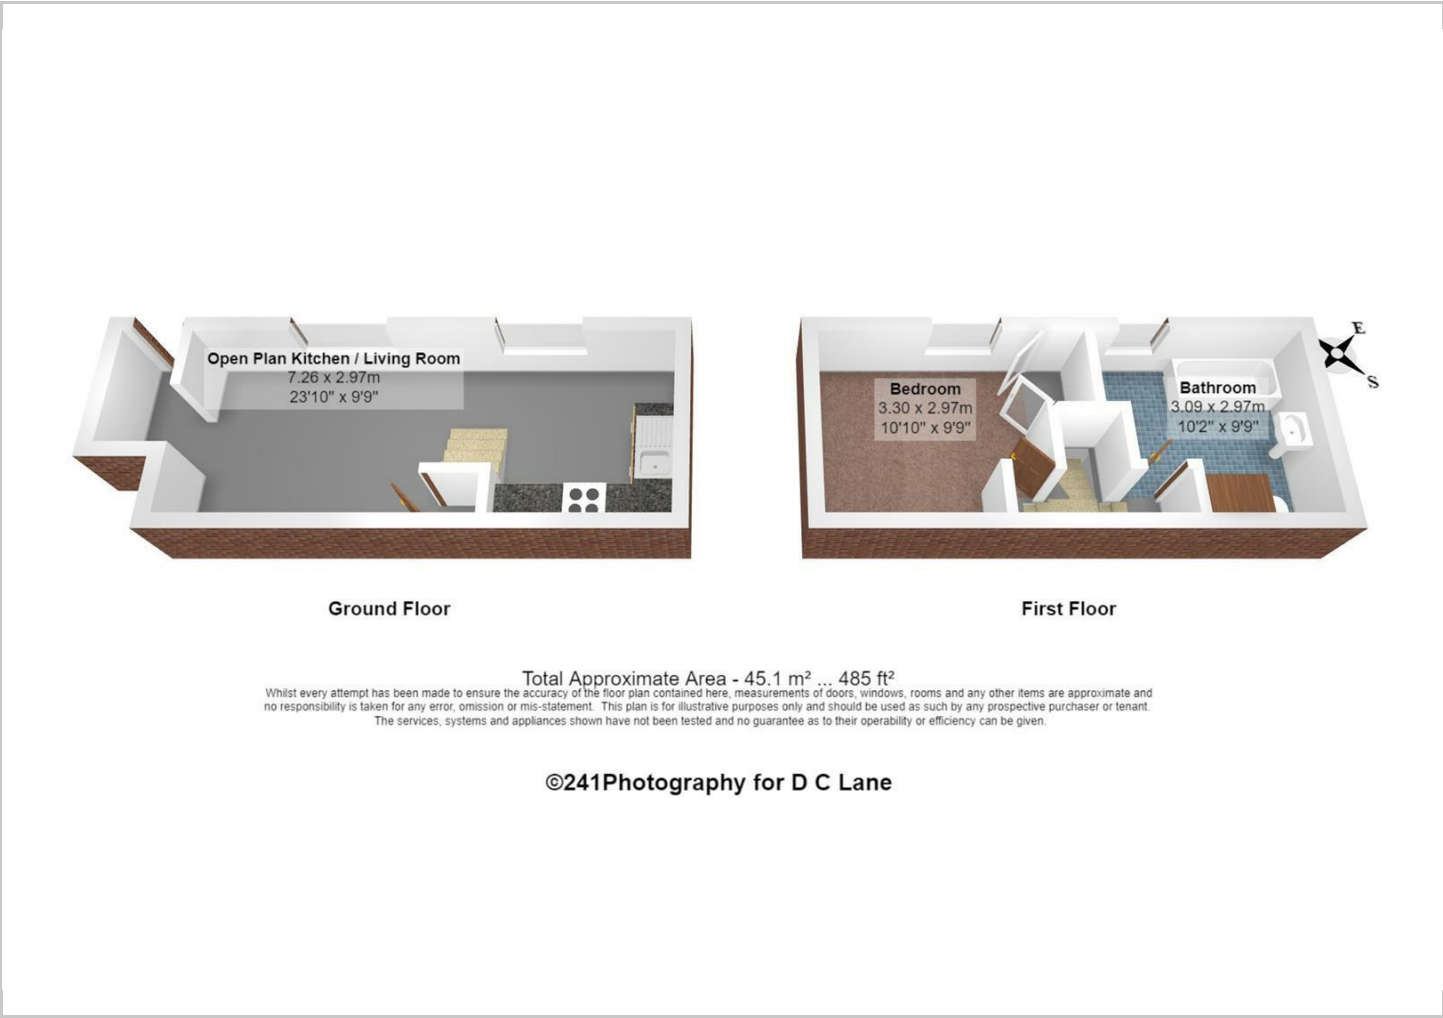 Open Plan Kitchen / Living Room
7.26 x 2.97m
23'10" x 9'9"
Bedroom
3.30 x 2.97m
10'10" x 9'9"
Bathroom
3.09 x 2.97m
10'2" x 9'9"
E
S
Ground Floor
First Floor
Total Approximate Area - 45.1 m² ... 485 ft²
Whilst every attempt has been made to ensure the accuracy of the floor plan contained here, measurements of doors, windows, rooms and any other items are approximate and
no responsibility is taken for any error, omission or mis-statement. This plan is for illustrative purposes only and should be used as such by any prospective purchaser or tenant.
The services, systems and appliances shown have not been tested and no guarantee as to their operability or efficiency can be given.
©241Photography for D C Lane